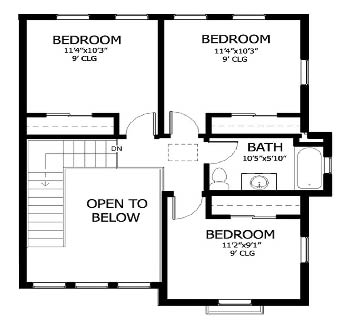 BEDROOM
11'4"x10'3"
9' CLG
BEDROOM
11'4"x10'3"
9' CLG
DN
BATH
10'5"x5'10"
OPEN TO
BELOW
BEDROOM
11'2"x9'1"
9' CLG